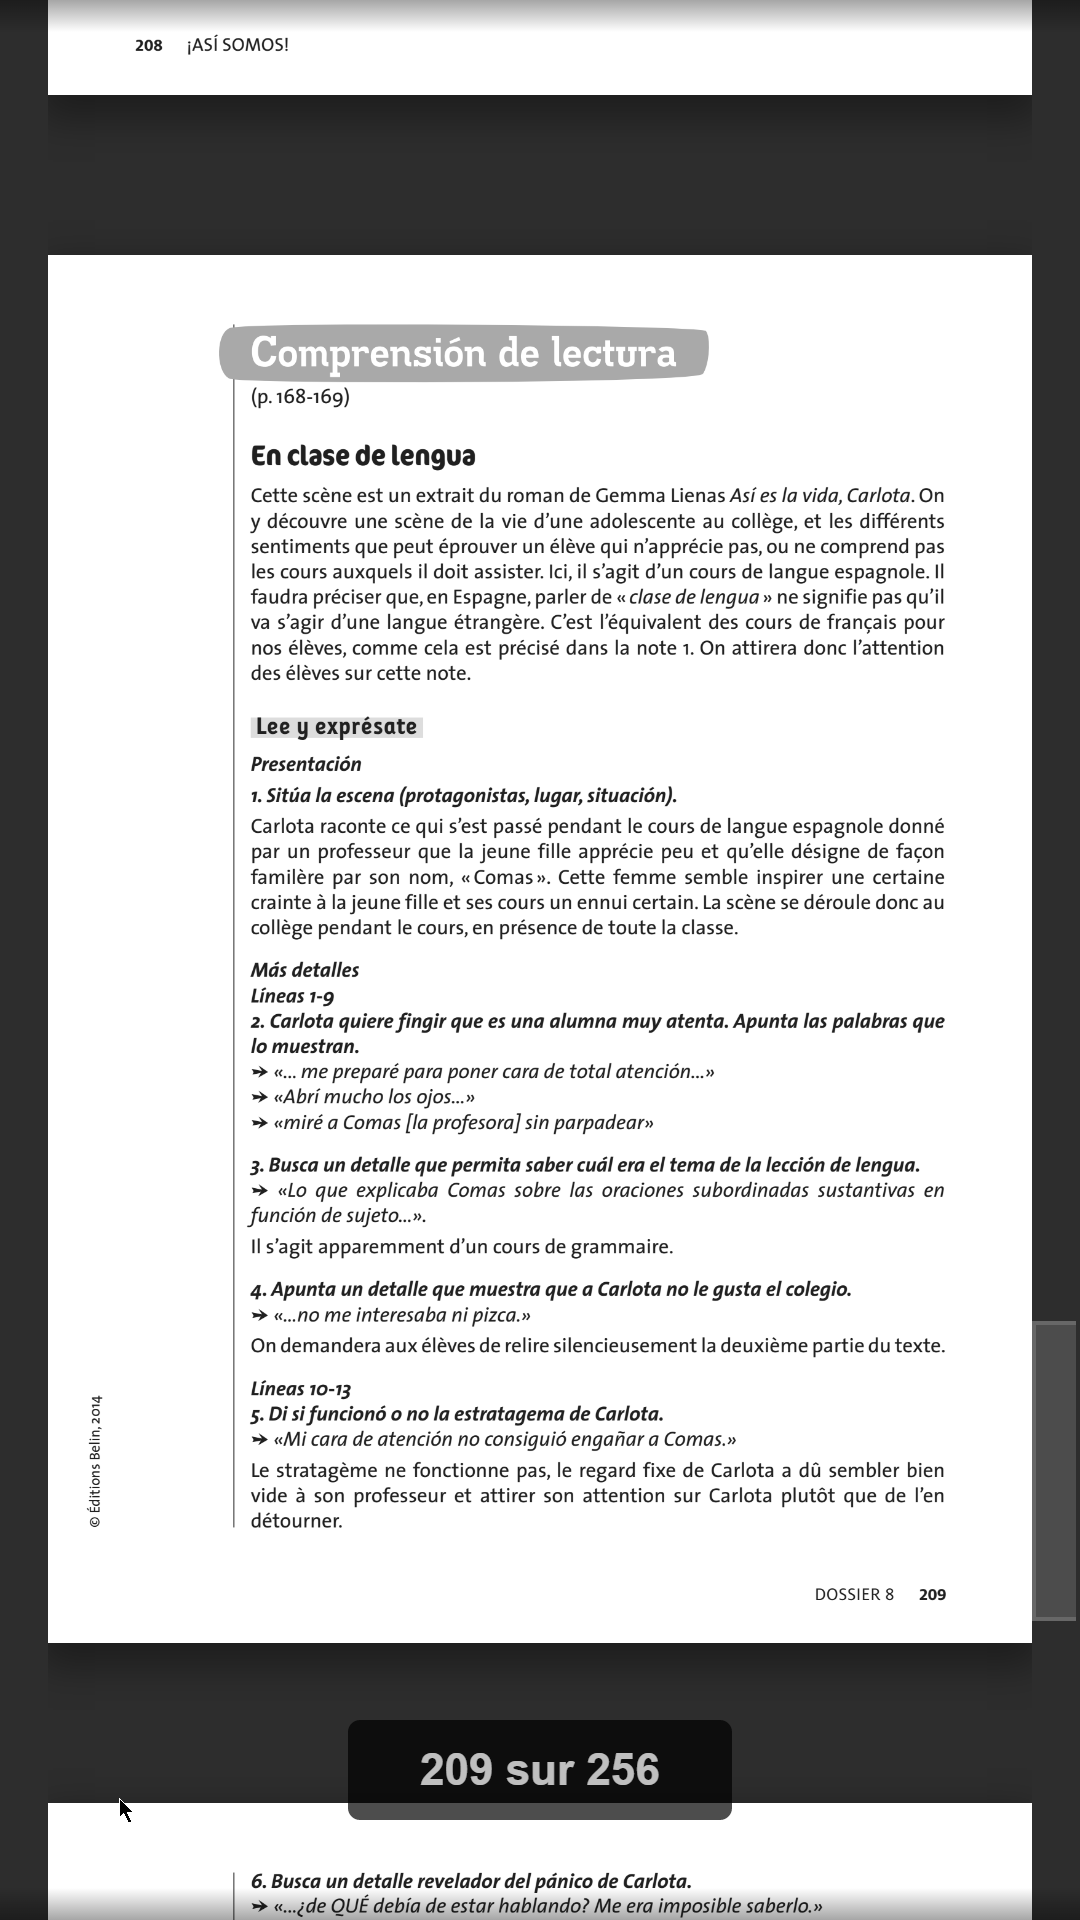 208 ¡ASÍ SOMOS!
Comprensión de lectura
(p. 168-169)
En clase de lengua
Cette scène est un extrait du roman de Gemma Lienas Así es la vida, Carlota. On
y découvre une scène de la vie d’une adolescente au collège, et les différents
sentiments que peut éprouver un élève qui n’apprécie pas, ou ne comprend pas
les cours auxquels il doit assister. Ici, il s’agit d’un cours de langue espagnole. Il
faudra préciser que, en Espagne, parler de « clase de lengua » ne signifie pas qu’il
va s’agir d’une langue étrangère. C’est l’équivalent des cours de français pour
nos élèves, comme cela est précisé dans la note 1. On attirera donc l’attention
des élèves sur cette note.
Lee y exprésate
Presentación
1. Sitúa la escena (protagonistas, lugar, situación).
Carlota raconte ce qui s’est passé pendant le cours de langue espagnole donné
par un professeur que la jeune fille apprécie peu et qu’elle désigne de façon
familère par son nom, « Comas ». Cette femme semble inspirer une certaine
crainte à la jeune fille et ses cours un ennui certain. La scène se déroule donc au
collège pendant le cours, en présence de toute la classe.
Más detalles
Líneas 1-9
2. Carlota quiere fingir que es una alumna muy atenta. Apunta las palabras que
lo muestran.
➔ «... me preparé para poner cara de total atención...»
➔ «Abrí mucho los ojos...»
➔ «miré a Comas [la profesora] sin parpadear»
3. Busca un detalle que permita saber cuál era el tema de la lección de lengua.
➔ «Lo que explicaba Comas sobre las oraciones subordinadas sustantivas en
función de sujeto...».
Il s’agit apparemment d’un cours de grammaire.
4. Apunta un detalle que muestra que a Carlota no le gusta el colegio.
➔ «...no me interesaba ni pizca.»
On demandera aux élèves de relire silencieusement la deuxième partie du texte.
Líneas 10-13
5. Di si funcionó o no la estratagema de Carlota.
➔ «Mi cara de atención no consiguió engañar a Comas.»
Le stratagème ne fonctionne pas, le regard fixe de Carlota a dû sembler bien
vide à son professeur et attirer son attention sur Carlota plutôt que de l’en
détourner.
© Éditions Belin, 2014
DOSSIER 8 209
209 sur 256
6. Busca un detalle revelador del pánico de Carlota.
➔ «...¿de QUÉ debía de estar hablando? Me era imposible saberlo.»